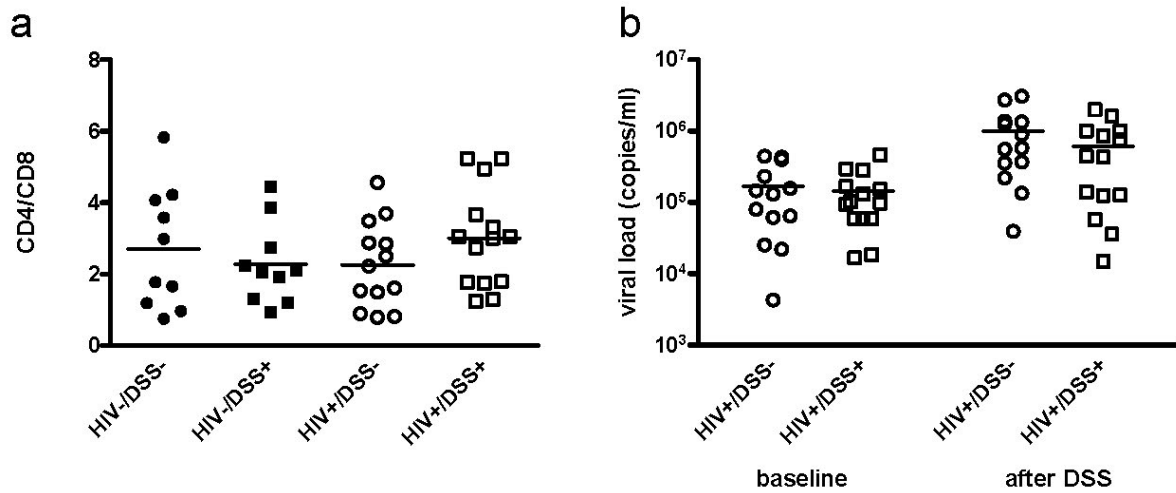 a
8
6
4
2
0
CD4/CD8
HIV-/DSS-
HIV-/DSS+
HIV+/DSS-
HIV+/DSS+
b
10⁷
10⁶
10⁵
10⁴
10³
viral load (copies/ml)
HIV+/DSS-
HIV+/DSS+
HIV+/DSS-
HIV+/DSS+
baseline
after DSS